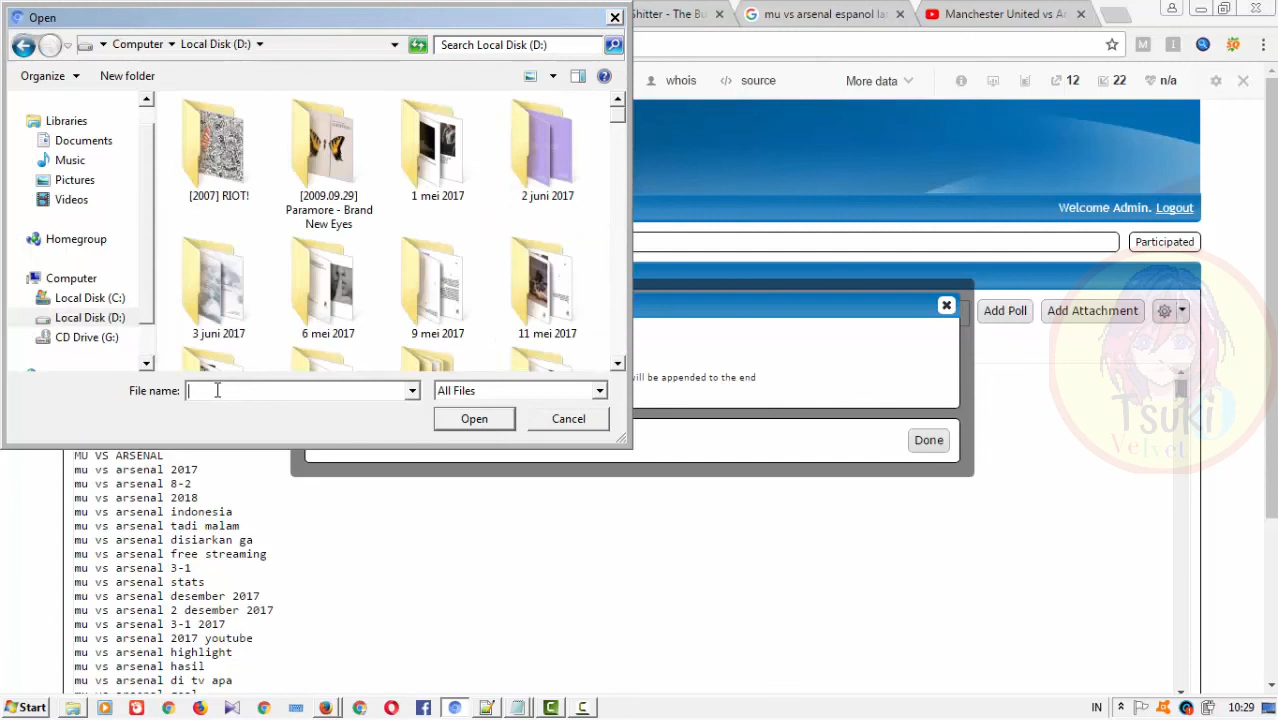 Open
Shitter - The Bu
mu vs arsenal espanol la
Manchester United vs Ar
Computer
Local Disk (D:)
Search Local Disk (D:)
Organize
New folder
whois
source
More data
12
22
n/a
Libraries
Documents
Music
Pictures
Videos
Homegroup
Computer
Local Disk (C:)
Local Disk (D:)
CD Drive (G:)
[2007] RIOT!
[2009.09.29]
Paramore - Brand
New Eyes
1 mei 2017
2 juni 2017
3 juni 2017
6 mei 2017
9 mei 2017
11 mei 2017
File name:
All Files
Open
Cancel
Welcome Admin. Logout
Participated
Add Poll
Add Attachment
will be appended to the end
Done
Tsuki
Velvet
MU VS ARSENAL
mu vs arsenal 2017
mu vs arsenal 8-2
mu vs arsenal 2018
mu vs arsenal indonesia
mu vs arsenal tadi malam
mu vs arsenal disiarkan ga
mu vs arsenal free streaming
mu vs arsenal 3-1
mu vs arsenal stats
mu vs arsenal desember 2017
mu vs arsenal 2 desember 2017
mu vs arsenal 3-1 2017
mu vs arsenal 2017 youtube
mu vs arsenal highlight
mu vs arsenal hasil
mu vs arsenal di tv apa
Start
IN
10:29